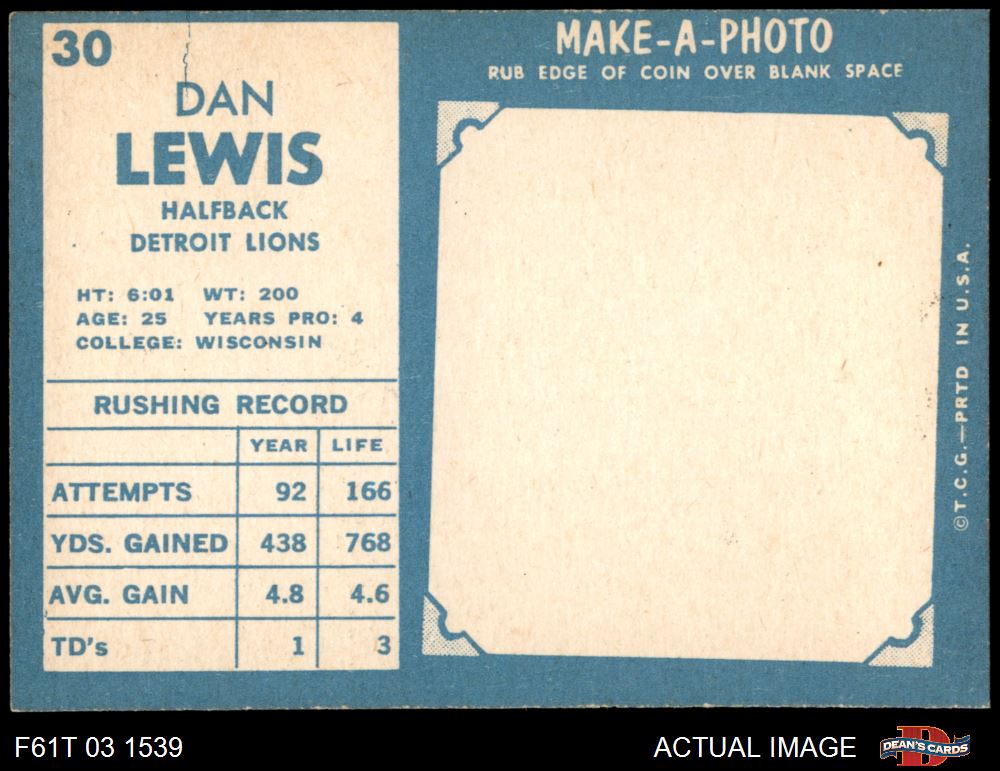 30
DAN
LEWIS
HALFBACK
DETROIT LIONS
HT: 6:01 WT: 200
AGE: 25 YEARS PRO: 4
COLLEGE: WISCONSIN
RUSHING RECORD
YEAR LIFE
ATTEMPTS 92 166
YDS. GAINED 438 768
AVG. GAIN 4.8 4.6
TD's 1 3
MAKE-A-PHOTO
RUB EDGE OF COIN OVER BLANK SPACE
©T.C.G.—PRTD IN U.S.A.
F61T 03 1539
ACTUAL IMAGE
DEAN'S CARDS